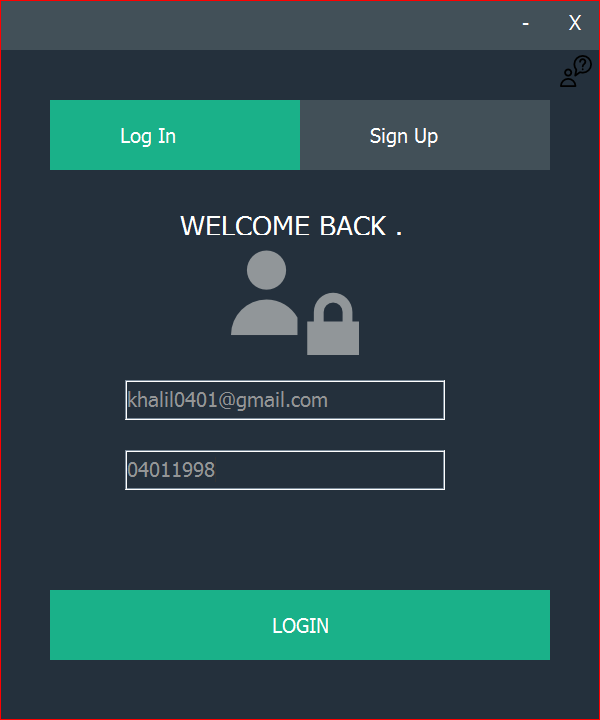 - X
?
Log In Sign Up
WELCOME BACK .
khalil0401@gmail.com
04011998
LOGIN